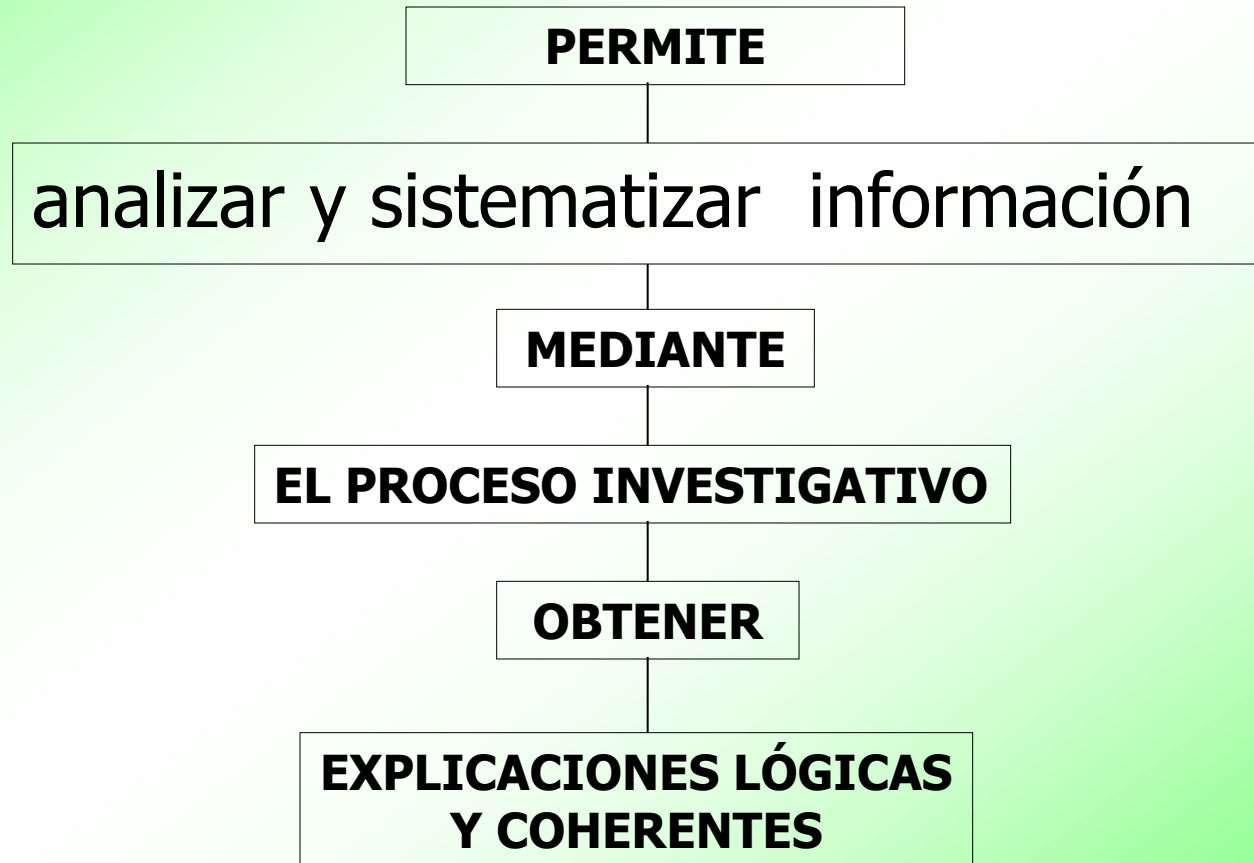 PERMITE
analizar y sistematizar información
MEDIANTE
EL PROCESO INVESTIGATIVO
OBTENER
EXPLICACIONES LÓGICAS
Y COHERENTES